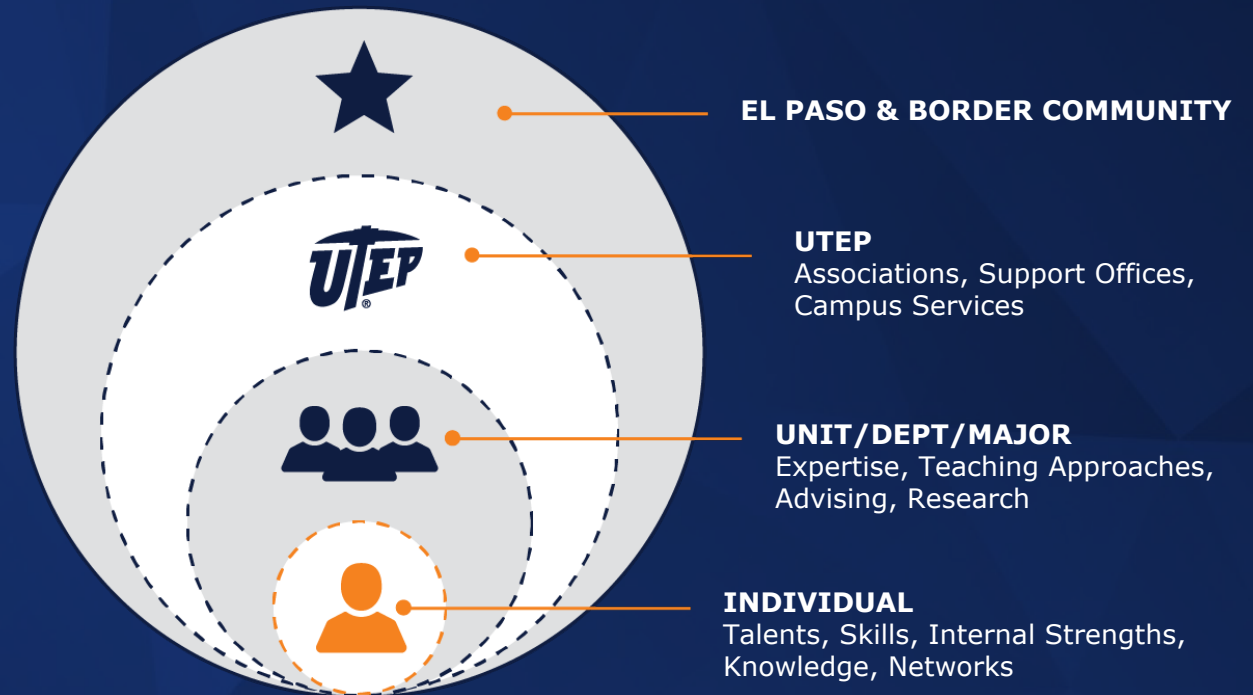 EL PASO & BORDER COMMUNITY
UTEP
Associations, Support Offices,
Campus Services
UTEP
®
UNIT/DEPT/MAJOR
Expertise, Teaching Approaches,
Advising, Research
INDIVIDUAL
Talents, Skills, Internal Strengths,
Knowledge, Networks